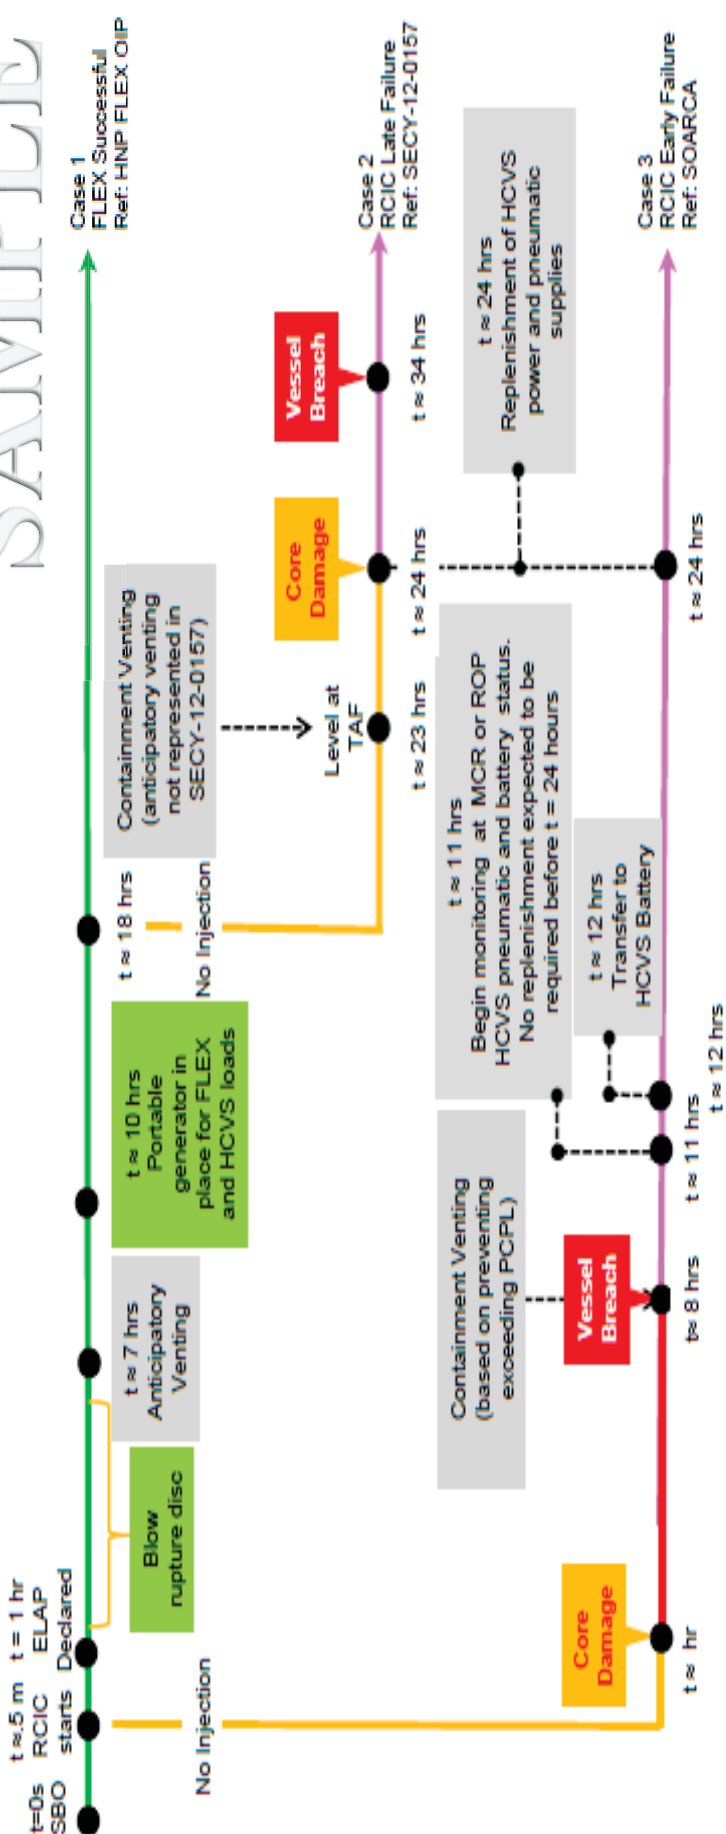 SAMPLE
t=0s
SBO
t≈.5 m
RCIC
starts
t = 1 hr
ELAP
Declared
Blow
rupture disc
t ≈ 7 hrs
Anticipatory
Venting
t ≈ 10 hrs
Portable
generator in
place for FLEX
and HCVS loads
t ≈ 18 hrs
No Injection
Containment Venting
(anticipatory venting
not represented in
SECY-12-0157)
Case 1
FLEX Successful
Ref: HNP FLEX OIP
Level at
TAF
t ≈ 23 hrs
Core
Damage
t ≈ 24 hrs
Vessel
Breach
t ≈ 34 hrs
Case 2
RCIC Late Failure
Ref: SECY-12-0157
t ≈ 24 hrs
Replenishment of HCVS
power and pneumatic
supplies
No Injection
Core
Damage
t ≈ hr
Containment Venting
(based on preventing
exceeding PCPL)
Vessel
Breach
t≈ 8 hrs
t ≈ 11 hrs
Begin monitoring at MCR or ROP
HCVS pneumatic and battery status.
No replenishment expected to be
required before t = 24 hours
t ≈ 11 hrs
t ≈ 12 hrs
Transfer to
HCVS Battery
t ≈ 12 hrs
t ≈ 24 hrs
Case 3
RCIC Early Failure
Ref: SOARCA